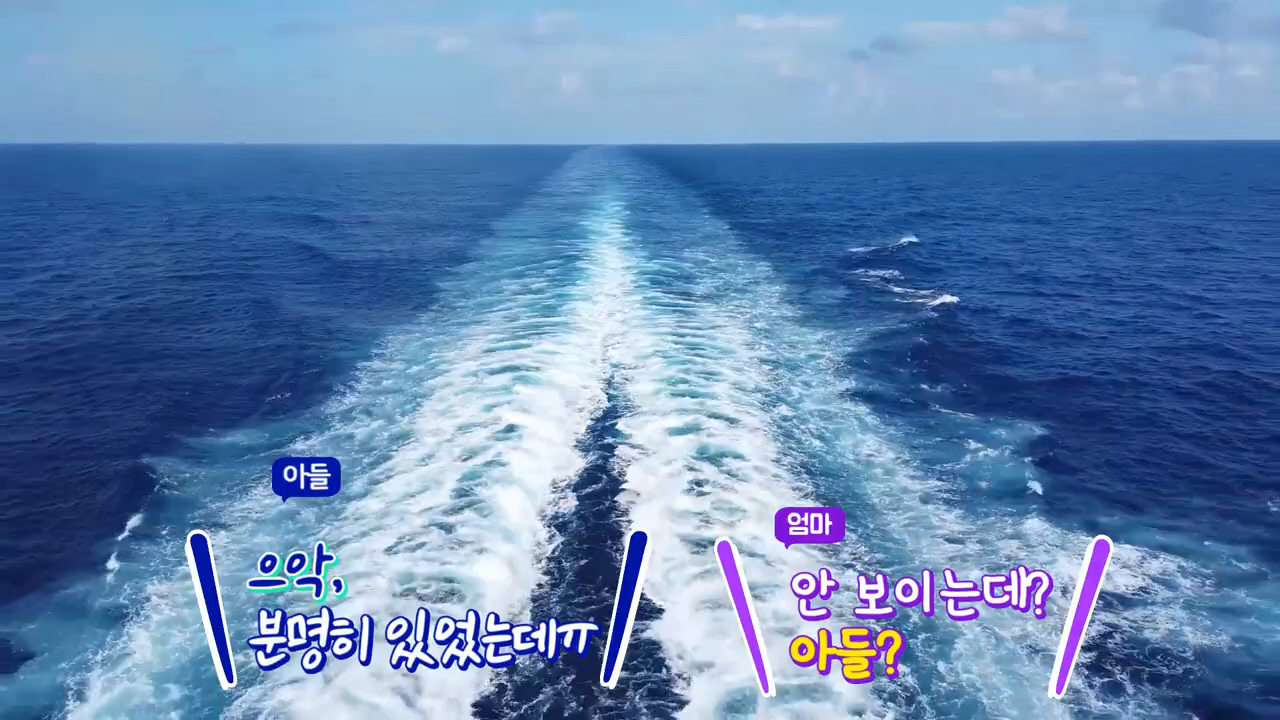 아들
으악,
분명히 있었는데ㅠ
엄마
안 보이는데?
아들?